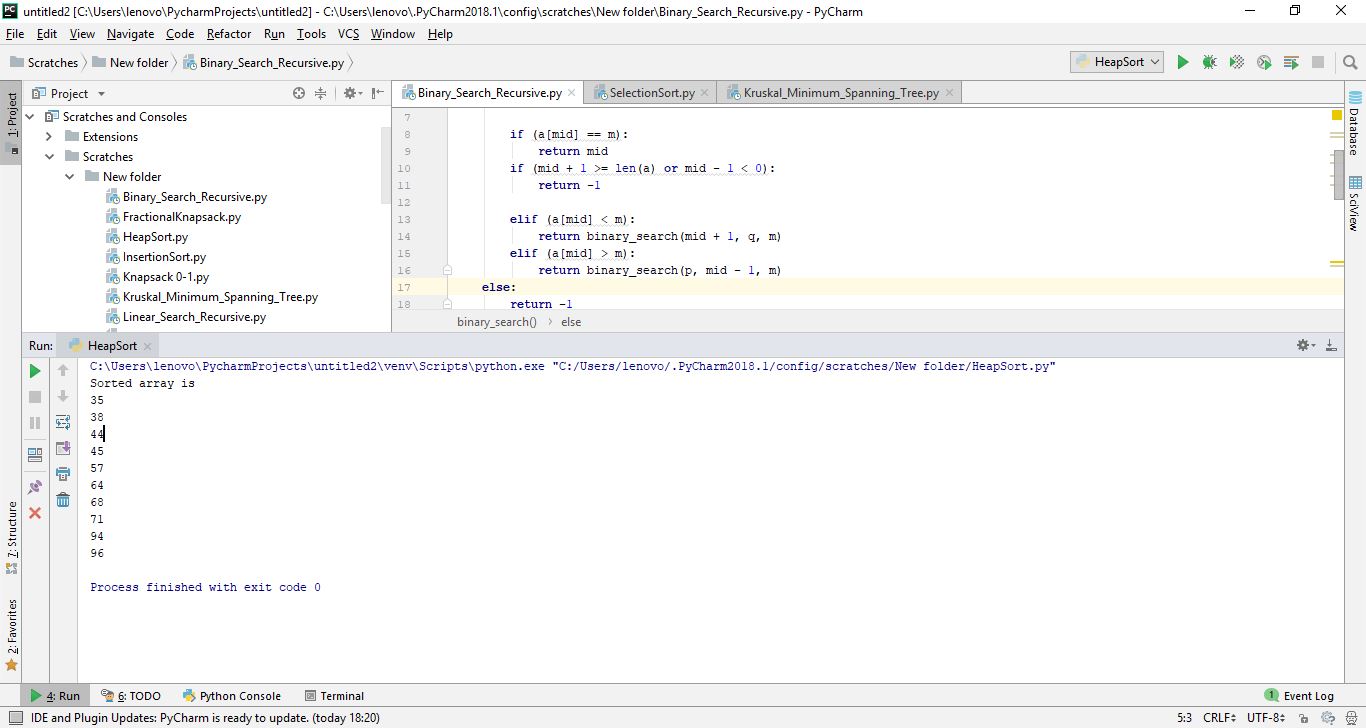 untitled2 [C:\Users\lenovo\PycharmProjects\untitled2] - C:\Users\lenovo\.PyCharm2018.1\config\scratches\New folder\Binary_Search_Recursive.py - PyCharm
File Edit View Navigate Code Refactor Run Tools VCS Window Help
Scratches New folder Binary_Search_Recursive.py HeapSort
1: Project
Project
Binary_Search_Recursive.py SelectionSort.py Kruskal_Minimum_Spanning_Tree.py
Scratches and Consoles
Extensions
Scratches
New folder
Binary_Search_Recursive.py
FractionalKnapsack.py
HeapSort.py
InsertionSort.py
Knapsack 0-1.py
Kruskal_Minimum_Spanning_Tree.py
Linear_Search_Recursive.py
7
8 if (a[mid] == m):
9 return mid
10 if (mid + 1 >= len(a) or mid - 1 < 0):
11 return -1
12
13 elif (a[mid] < m):
14 return binary_search(mid + 1, q, m)
15 elif (a[mid] > m):
16 return binary_search(p, mid - 1, m)
17 else:
18 return -1
binary_search() else
Database
SciView
Run: HeapSort
C:\Users\lenovo\PycharmProjects\untitled2\venv\Scripts\python.exe "C:/Users/lenovo/.PyCharm2018.1/config/scratches/New folder/HeapSort.py"
Sorted array is
35
38
44
45
57
64
68
71
94
96
Process finished with exit code 0
7: Structure
2: Favorites
4: Run 6: TODO Python Console Terminal 1 Event Log
IDE and Plugin Updates: PyCharm is ready to update. (today 18:20) 5:3 CRLF UTF-8